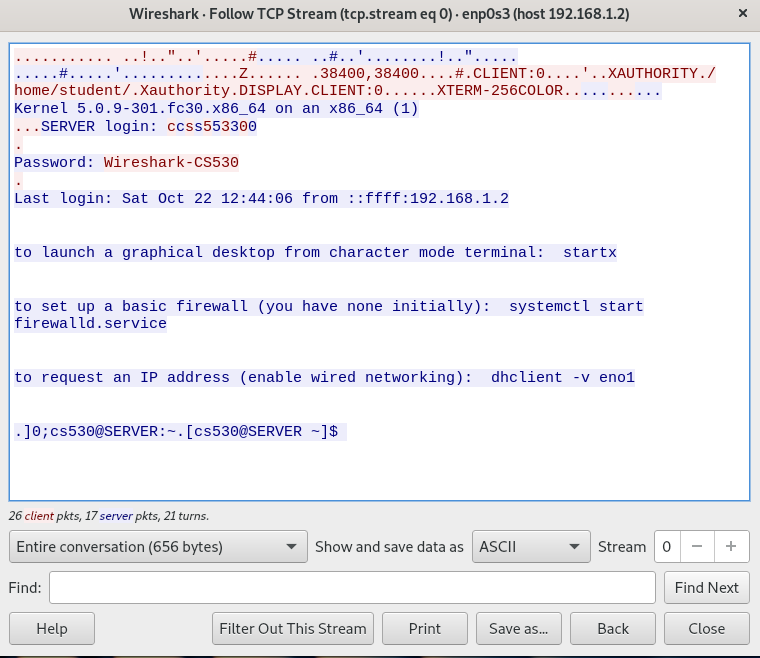 Wireshark · Follow TCP Stream (tcp.stream eq 0) · enp0s3 (host 192.168.1.2)
........... ..!.."..'.....#..... ..#..'........!..".....
.....#.....'.............Z...... .38400,38400....#.CLIENT:0....'..XAUTHORITY./
home/student/.Xauthority.DISPLAY.CLIENT:0......XTERM-256COLOR...........
Kernel 5.0.9-301.fc30.x86_64 on an x86_64 (1)
...SERVER login: ccss553300
.
Password: Wireshark-CS530
.
Last login: Sat Oct 22 12:44:06 from ::ffff:192.168.1.2
to launch a graphical desktop from character mode terminal:  startx
to set up a basic firewall (you have none initially):  systemctl start
firewalld.service
to request an IP address (enable wired networking):  dhclient -v eno1
.]0;cs530@SERVER:~.[cs530@SERVER ~]$
26 client pkts, 17 server pkts, 21 turns.
Entire conversation (656 bytes) Show and save data as ASCII Stream 0 − +
Find: Find Next
Help Filter Out This Stream Print Save as... Back Close